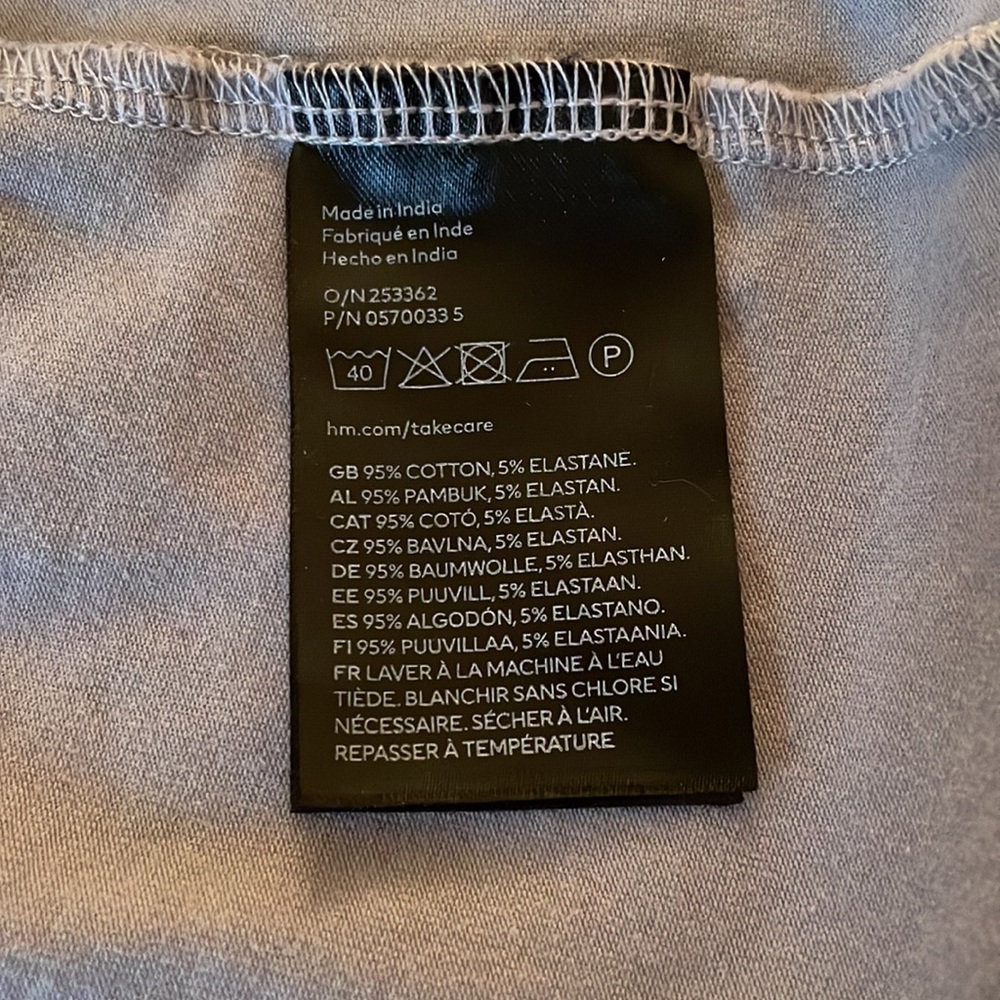 Made in India
Fabriqué en Inde
Hecho en India
O/N 253362
P/N 0570033 5
40 P
hm.com/takecare
GB 95% COTTON, 5% ELASTANE.
AL 95% PAMBUK, 5% ELASTAN.
CAT 95% COTÓ, 5% ELASTÀ.
CZ 95% BAVLNA, 5% ELASTAN.
DE 95% BAUMWOLLE, 5% ELASTHAN.
EE 95% PUUVILL, 5% ELASTAAN.
ES 95% ALGODÓN, 5% ELASTANO.
FI 95% PUUVILLAA, 5% ELASTAANIA.
FR LAVER À LA MACHINE À L'EAU
TIÈDE. BLANCHIR SANS CHLORE SI
NÉCESSAIRE. SÉCHER À L'AIR.
REPASSER À TEMPÉRATURE